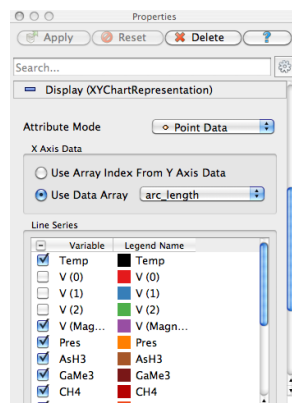 Properties
Apply Reset Delete ?
Search...
Display (XYChartRepresentation)
Attribute Mode Point Data
X Axis Data
Use Array Index From Y Axis Data
Use Data Array arc_length
Line Series
Variable Legend Name
Temp Temp
V (0) V (0)
V (1) V (1)
V (2) V (2)
V (Mag... V (Magn...
Pres Pres
AsH3 AsH3
GaMe3 GaMe3
CH4 CH4